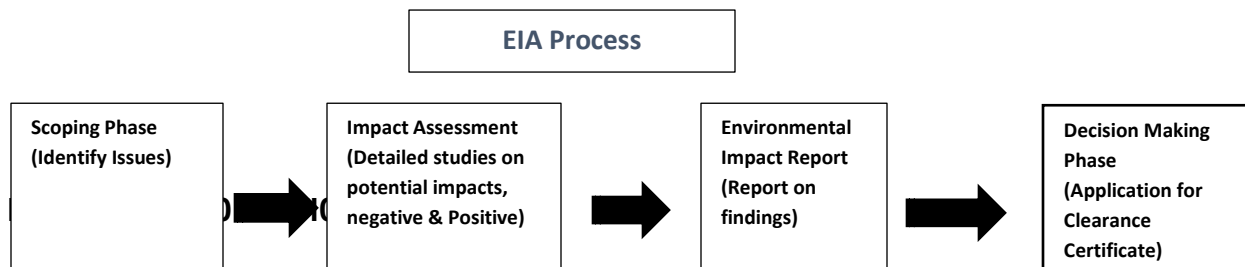 EIA Process
Scoping Phase
(Identify Issues)
Impact Assessment
(Detailed studies on
potential impacts,
negative & Positive)
Environmental
Impact Report
(Report on
findings)
Decision Making
Phase
(Application for
Clearance
Certificate)